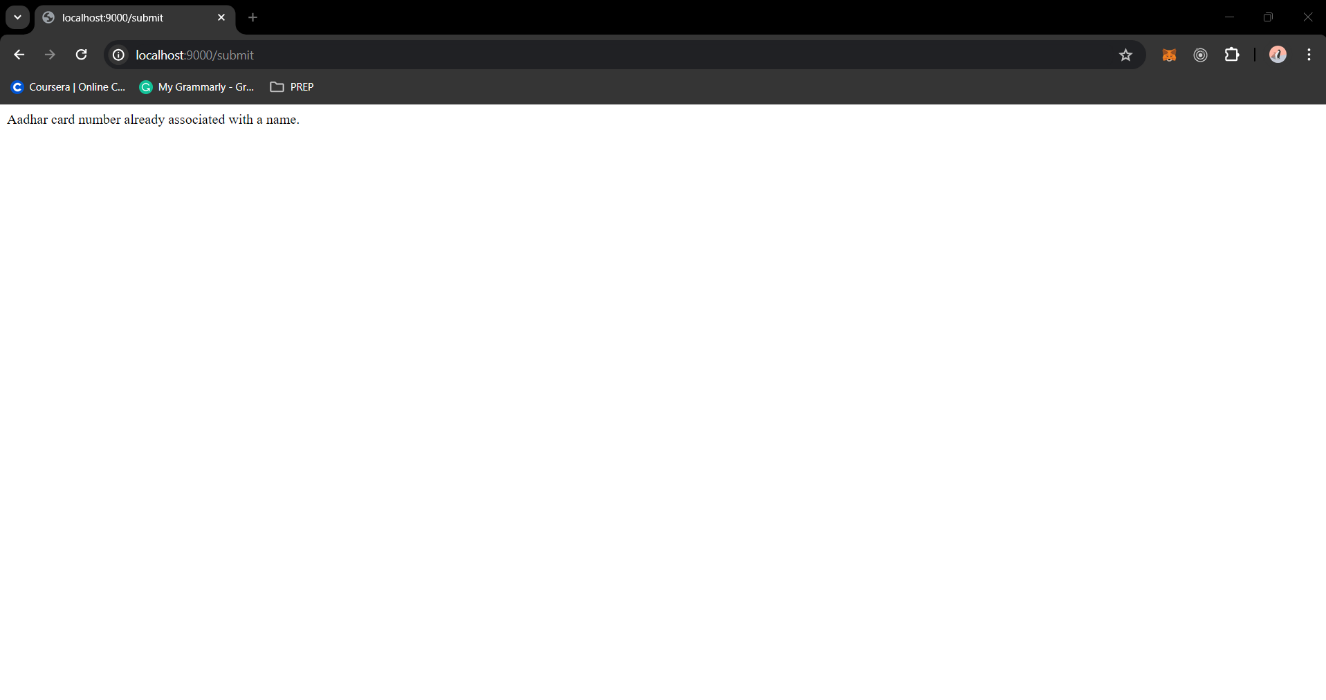 localhost:9000/submit
localhost:9000/submit
Coursera | Online C... My Grammarly - Gr... PREP
Aadhar card number already associated with a name.